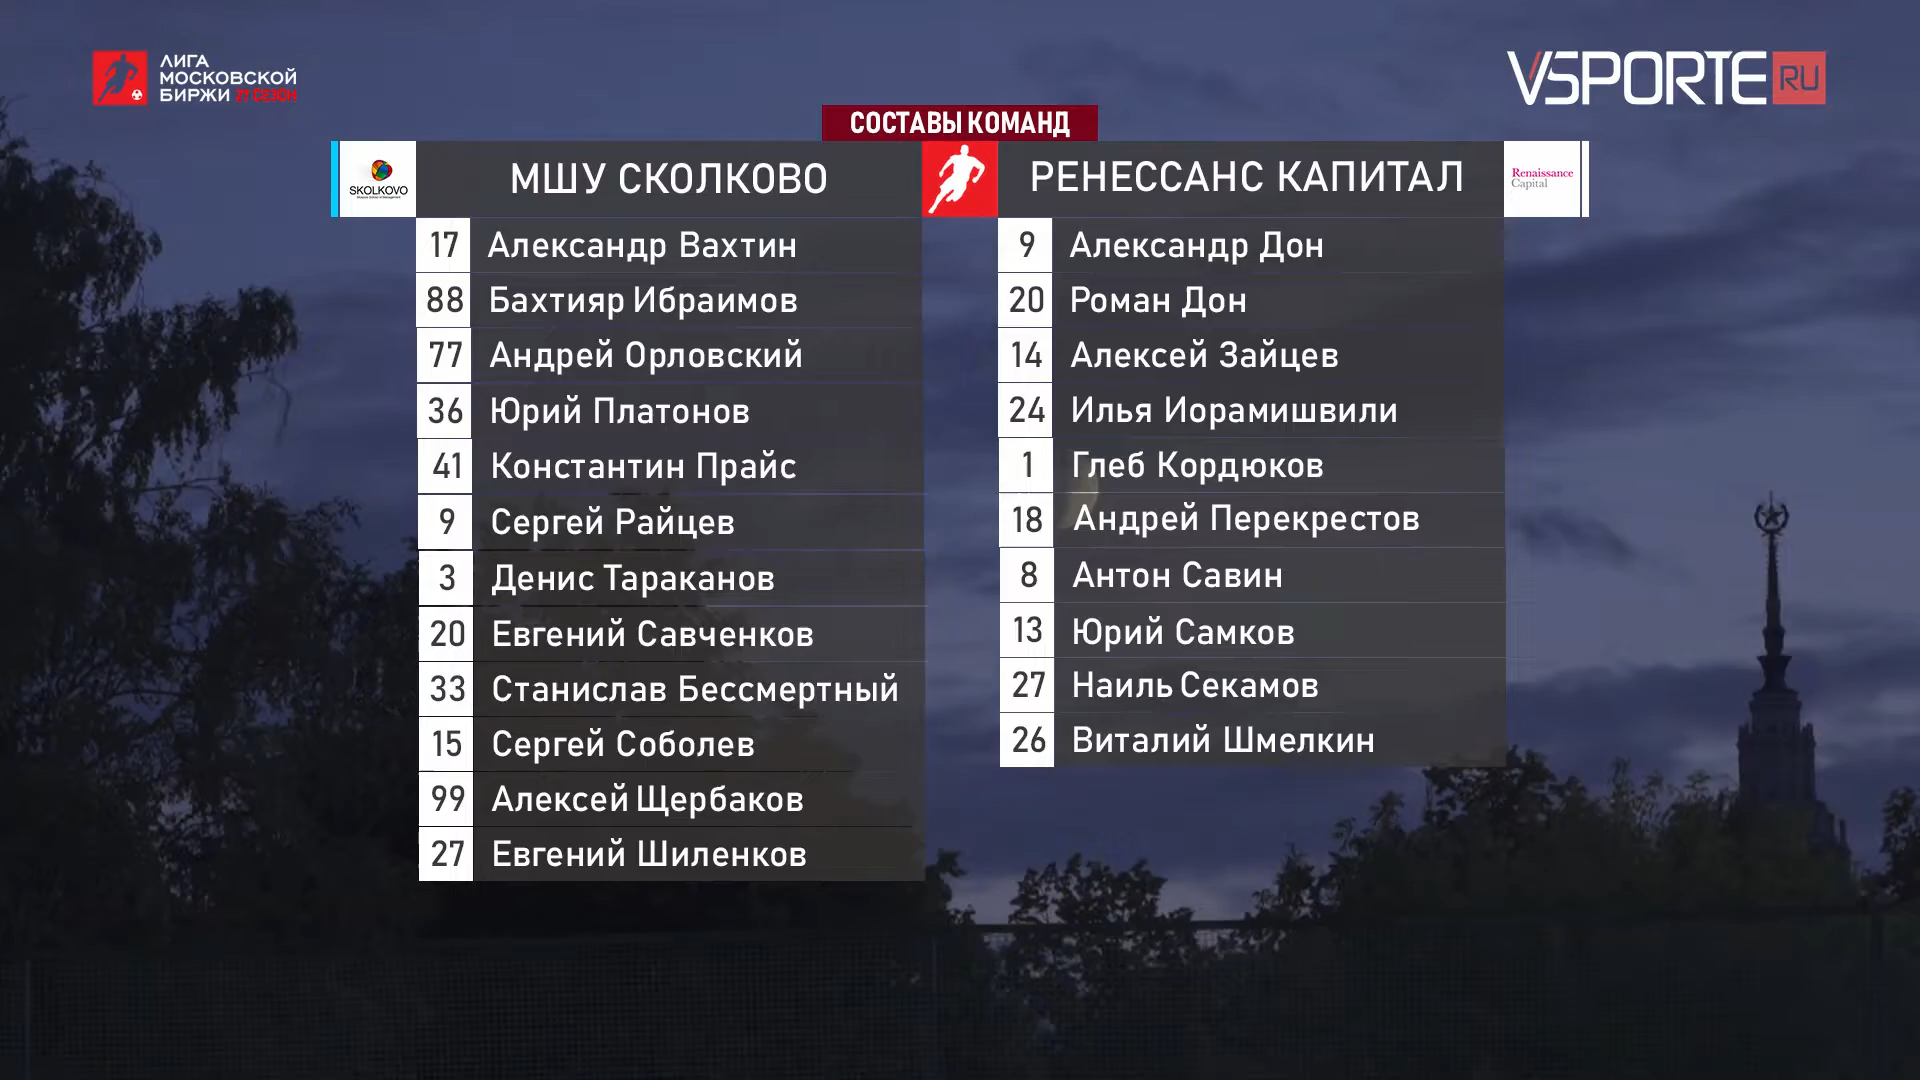 ЛИГА
МОСКОВСКОЙ
БИРЖИ 27 СЕЗОН
VSPORTE RU
СОСТАВЫ КОМАНД
SKOLKOVO
МШУ СКОЛКОВО
РЕНЕССАНС КАПИТАЛ
Renaissance
Capital
17 Александр Вахтин
88 Бахтияр Ибраимов
77 Андрей Орловский
36 Юрий Платонов
41 Константин Прайс
9 Сергей Райцев
3 Денис Тараканов
20 Евгений Савченков
33 Станислав Бессмертный
15 Сергей Соболев
99 Алексей Щербаков
27 Евгений Шиленков
9 Александр Дон
20 Роман Дон
14 Алексей Зайцев
24 Илья Иорамишвили
1 Глеб Кордюков
18 Андрей Перекрестов
8 Антон Савин
13 Юрий Самков
27 Наиль Секамов
26 Виталий Шмелкин